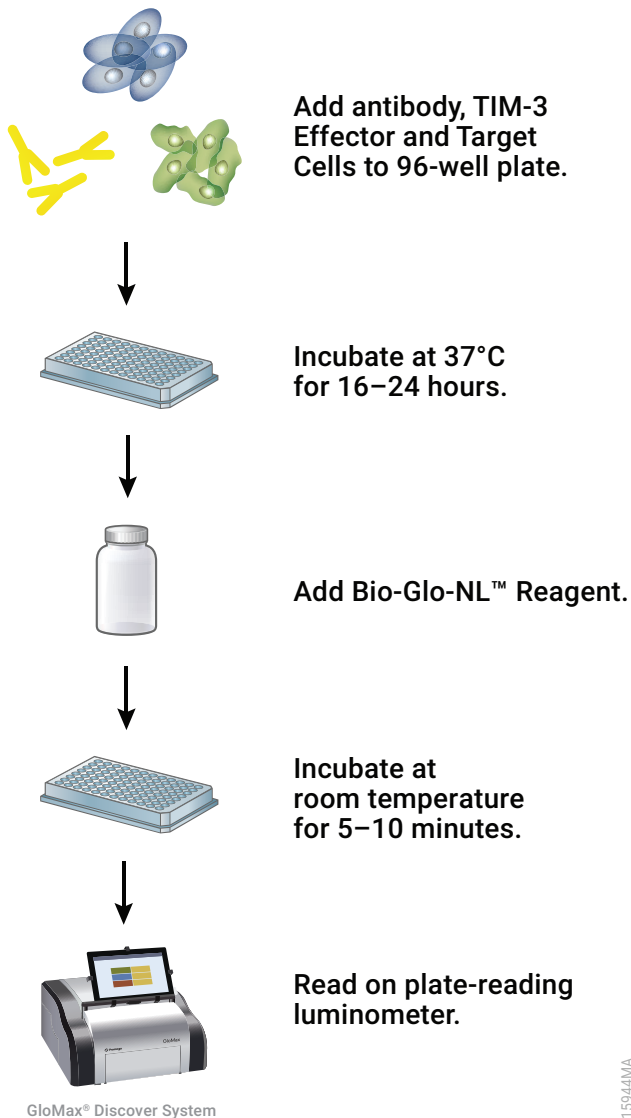 Add antibody, TIM-3
Effector and Target
Cells to 96-well plate.
Incubate at 37°C
for 16–24 hours.
Add Bio-Glo-NL™ Reagent.
Incubate at
room temperature
for 5–10 minutes.
Read on plate-reading
luminometer.
Promega
GloMax
GloMax® Discover System
15944MA